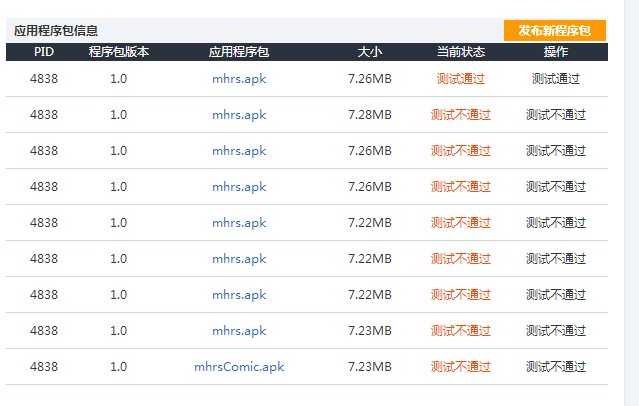 应用程序包信息 发布新程序包
PID 程序包版本 应用程序包 大小 当前状态 操作
4838 1.0 mhrs.apk 7.26MB 测试通过 测试通过
4838 1.0 mhrs.apk 7.28MB 测试不通过 测试不通过
4838 1.0 mhrs.apk 7.26MB 测试不通过 测试不通过
4838 1.0 mhrs.apk 7.26MB 测试不通过 测试不通过
4838 1.0 mhrs.apk 7.22MB 测试不通过 测试不通过
4838 1.0 mhrs.apk 7.22MB 测试不通过 测试不通过
4838 1.0 mhrs.apk 7.22MB 测试不通过 测试不通过
4838 1.0 mhrs.apk 7.23MB 测试不通过 测试不通过
4838 1.0 mhrsComic.apk 7.23MB 测试不通过 测试不通过